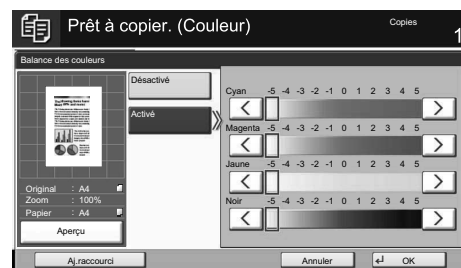 Prêt à copier. (Couleur)
Copies
1
Balance des couleurs
Désactivé
Activé
Cyan -5 -4 -3 -2 -1 0 1 2 3 4 5
Magenta -5 -4 -3 -2 -1 0 1 2 3 4 5
Jaune -5 -4 -3 -2 -1 0 1 2 3 4 5
Noir -5 -4 -3 -2 -1 0 1 2 3 4 5
Original : A4
Zoom : 100%
Papier : A4
Aperçu
Aj.raccourci
Annuler
OK